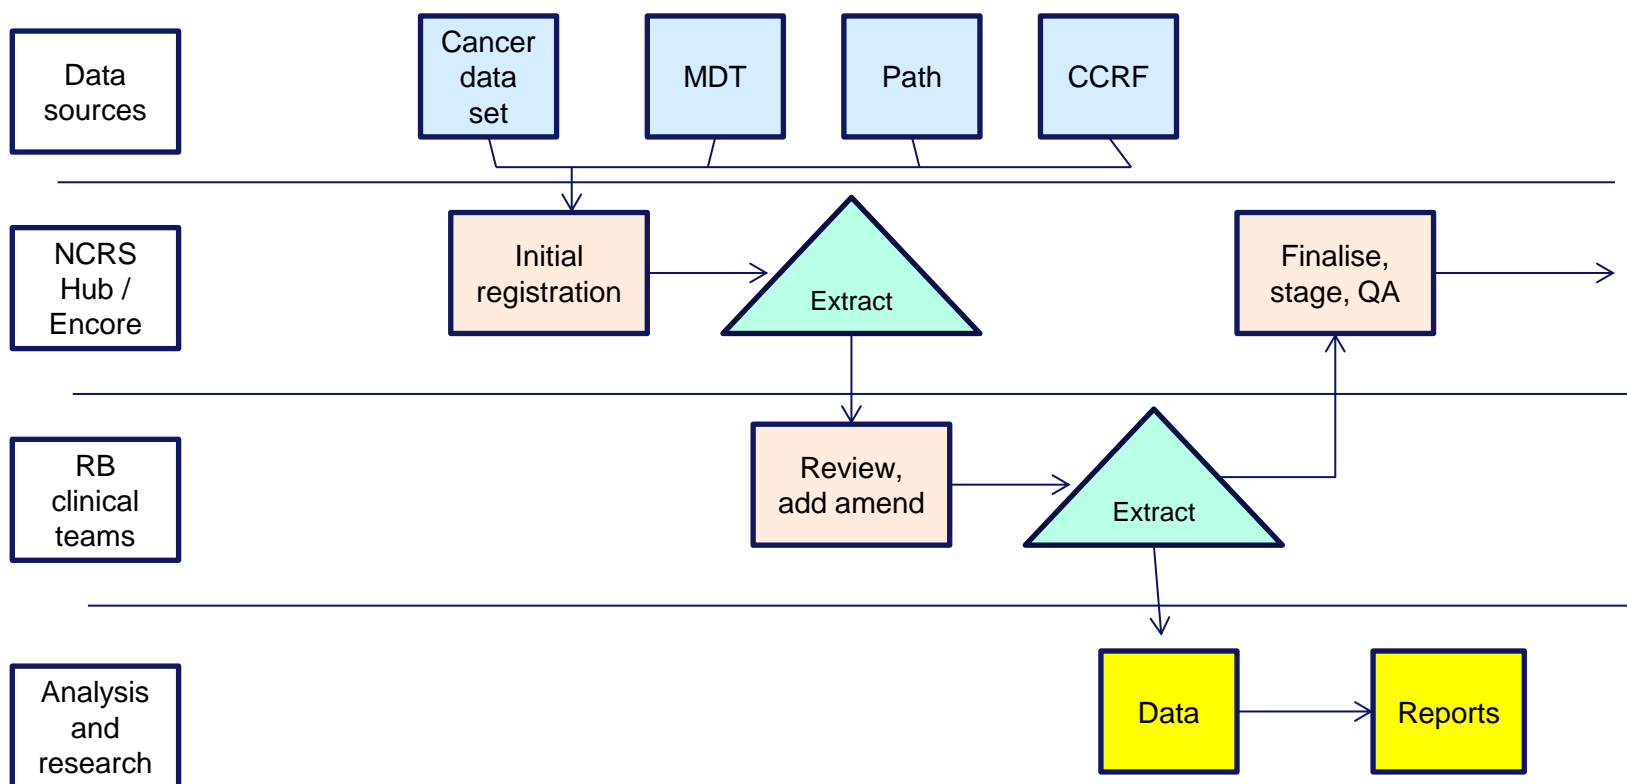 Data
sources
Cancer
data
set
MDT
Path
CCRF
NCRS
Hub /
Encore
Initial
registration
Extract
Finalise,
stage, QA
RB
clinical
teams
Review,
add amend
Extract
Analysis
and
research
Data
Reports